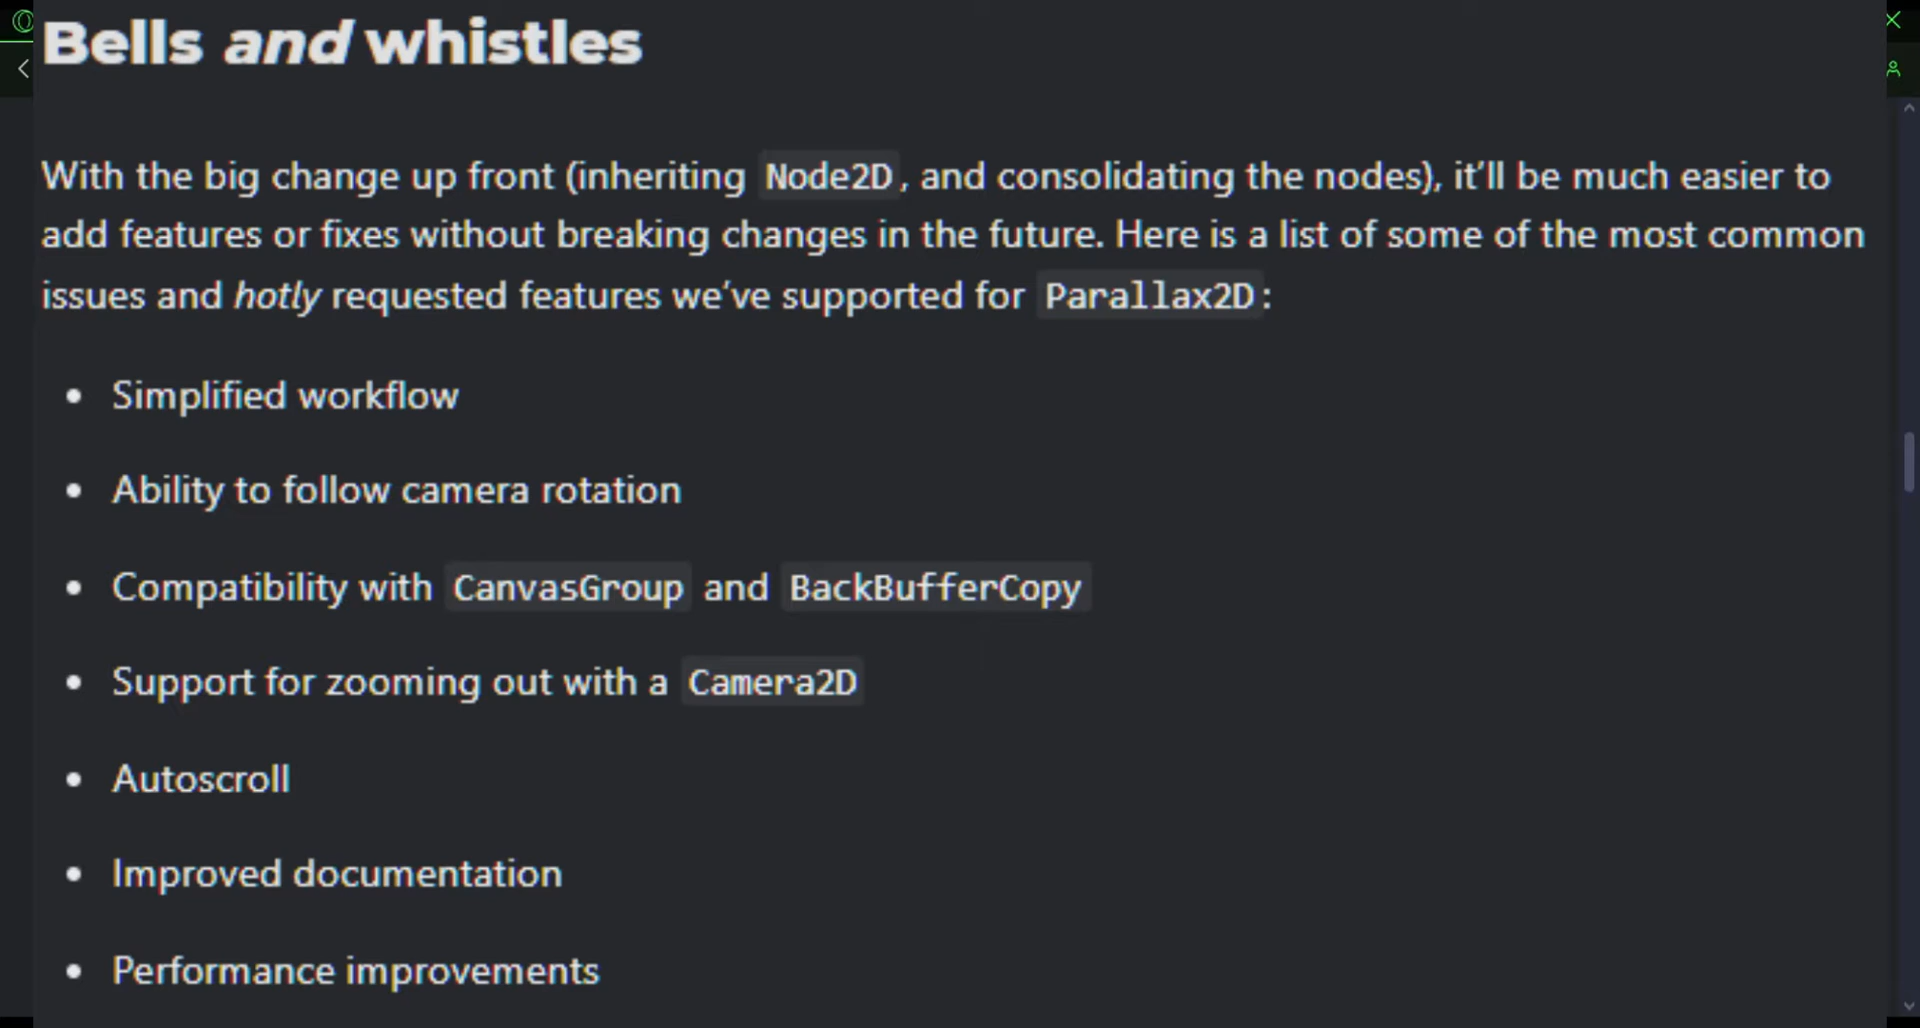 Bells and whistles
With the big change up front (inheriting Node2D, and consolidating the nodes), it'll be much easier to
add features or fixes without breaking changes in the future. Here is a list of some of the most common
issues and hotly requested features we've supported for Parallax2D:
• Simplified workflow
• Ability to follow camera rotation
• Compatibility with CanvasGroup and BackBufferCopy
• Support for zooming out with a Camera2D
• Autoscroll
• Improved documentation
• Performance improvements